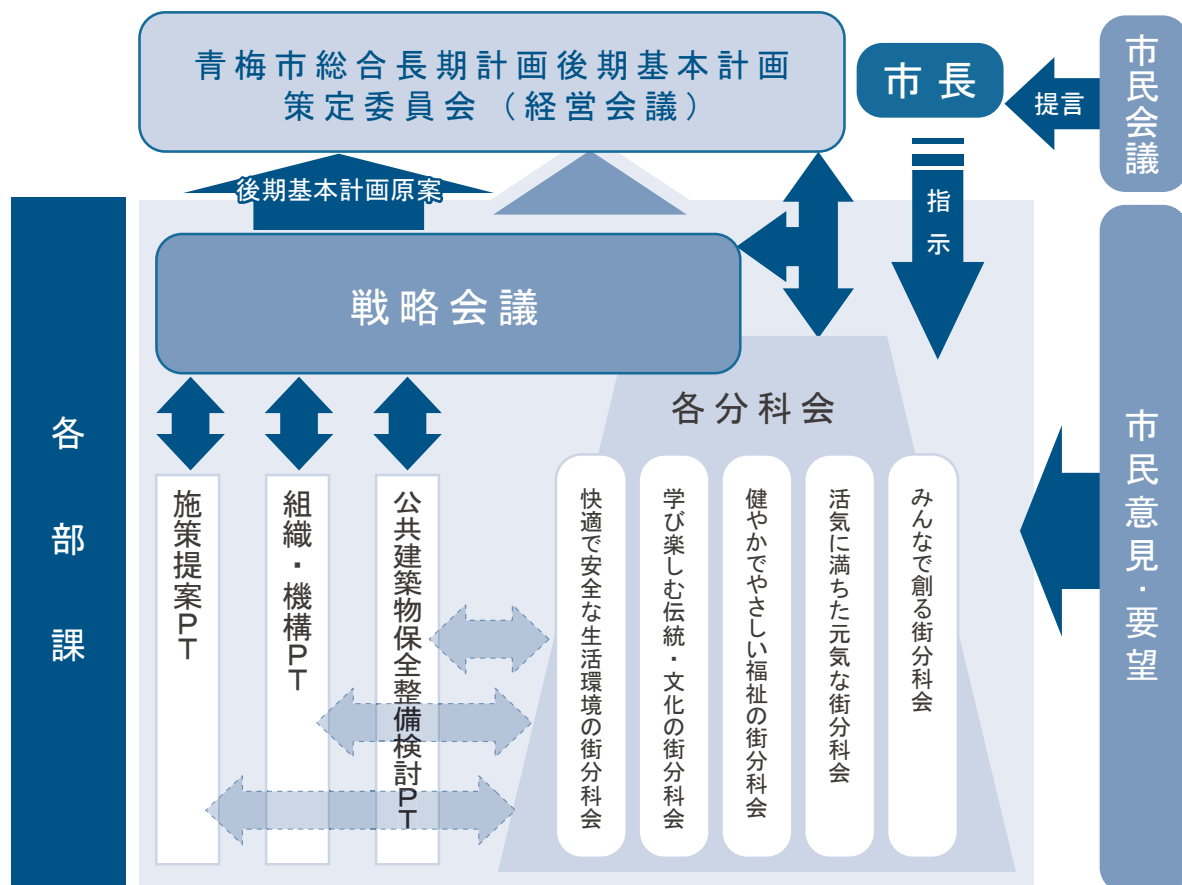 青梅市総合長期計画後期基本計画
策定委員会（経営会議）
市長
提言
市民会議
後期基本計画原案
指示
戦略会議
各部課
各分科会
市民意見・要望
施策提案PT
組織・機構PT
公共建築物保全整備検討PT
快適で安全な生活環境の街分科会
学び楽しむ伝統・文化の街分科会
健やかでやさしい福祉の街分科会
活気に満ちた元気な街分科会
みんなで創る街分科会